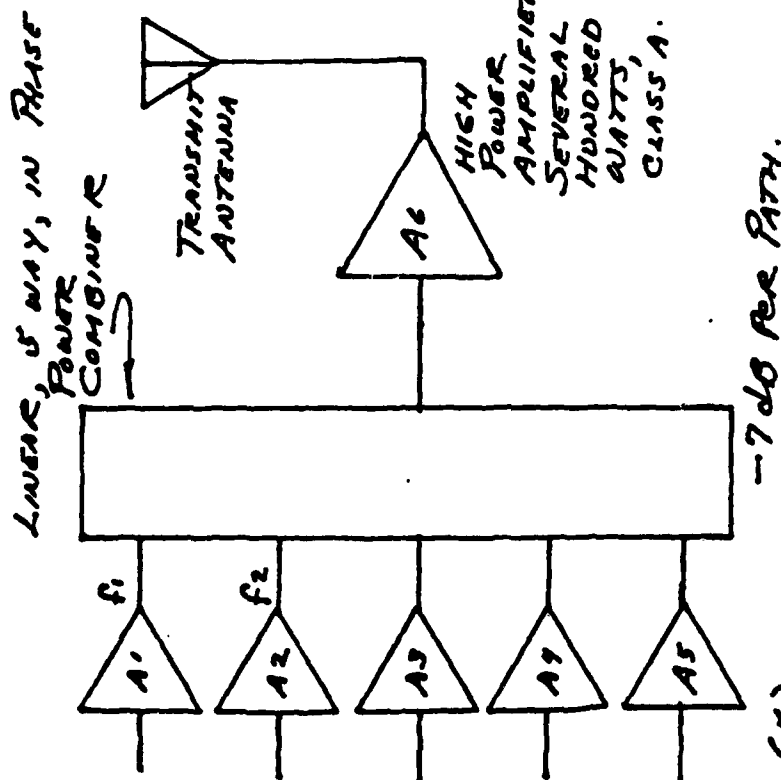 LINEAR, 5 WAY, IN PHASE
POWER
COMBINER
TRANSMIT
ANTENNA
HIGH
POWER
AMPLIFIE
SEVERAL
HUNDRED
WATTS,
CLASS A.
A6
f1
f2
A1
A2
A3
A4
A5
-7 dB PER PATH.